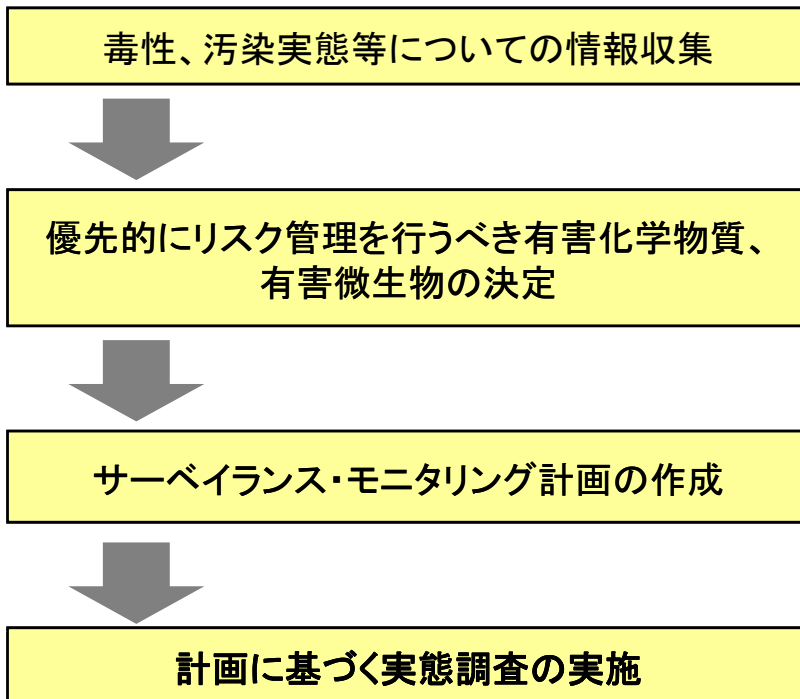 毒性、汚染実態等についての情報収集
優先的にリスク管理を行うべき有害化学物質、
有害微生物の決定
サーベイランス・モニタリング計画の作成
計画に基づく実態調査の実施